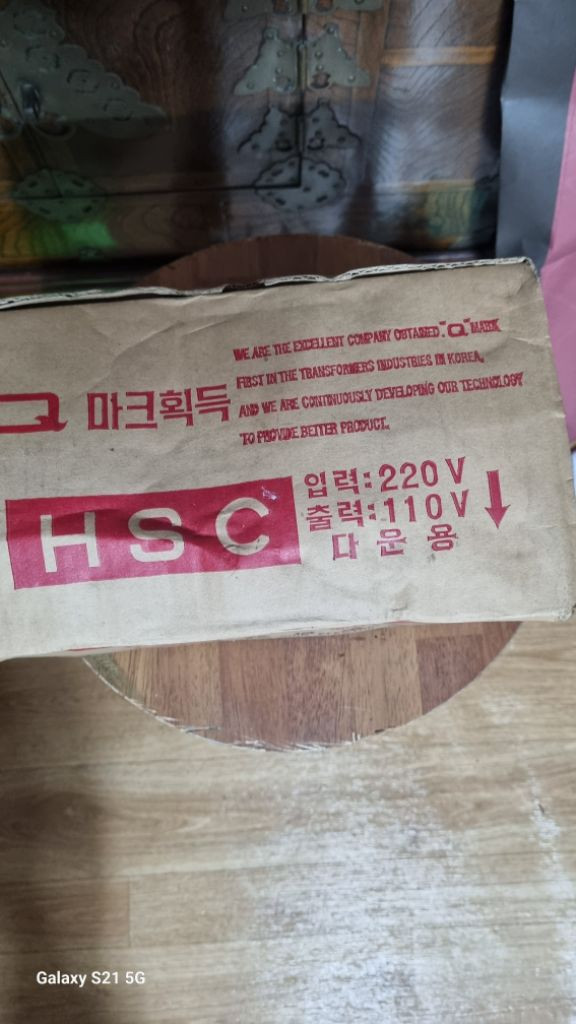 WE ARE THE EXCELLENT COMPANY OBTAINED "Q" MARK
FIRST IN THE TRANSFORMERS INDUSTRIES IN KOREA,
AND WE ARE CONTINUOUSLY DEVELOPING OUR TECHNOLOGY
TO PROVIDE BETTER PRODUCT.
Q 마크획득
HSC
입력:220V
출력:110V
다운용
Galaxy S21 5G